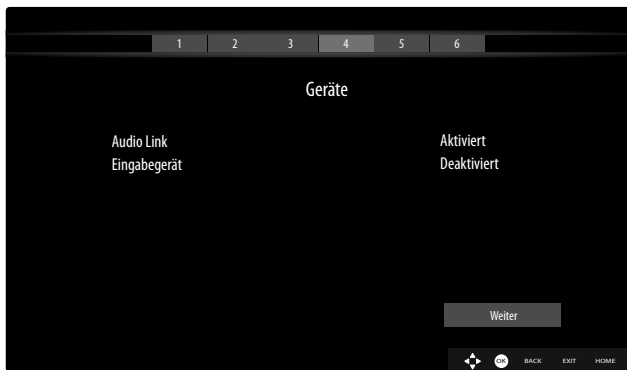 1 2 3 4 5 6
Geräte
Audio Link Aktiviert
Eingabegerät Deaktiviert
Weiter
OK BACK EXIT HOME